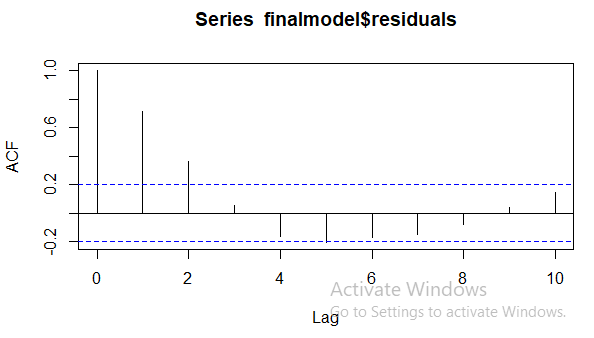 Series finalmodel$residuals
ACF
1.0
0.6
0.2
-0.2
0 2 4 6 8 10
Lag
Activate Windows
Go to Settings to activate Windows.